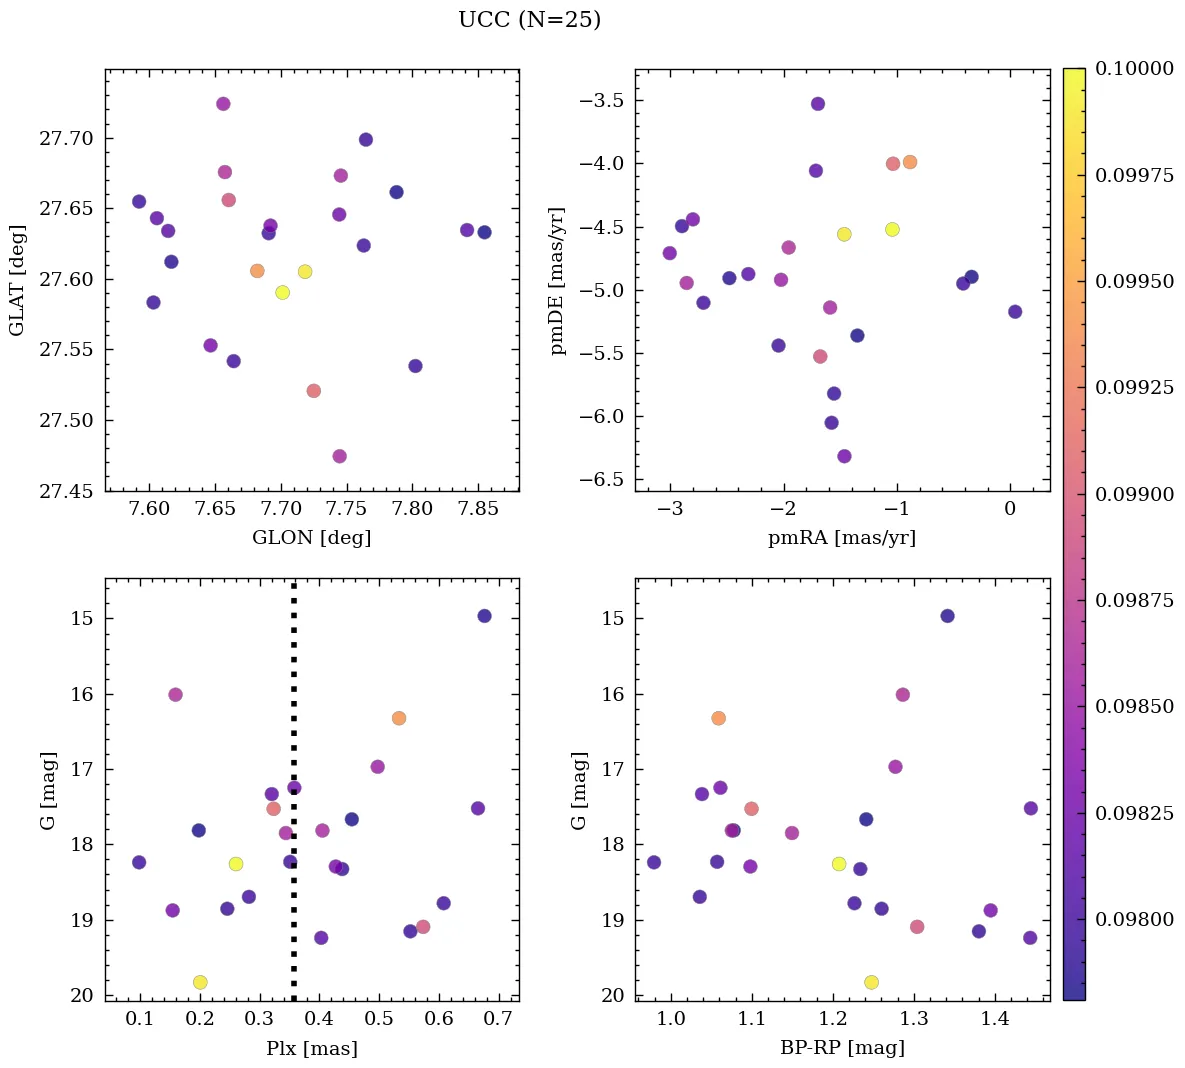 UCC (N=25)
27.70
27.65
27.60
27.55
27.50
27.45
GLAT [deg]
7.60 7.65 7.70 7.75 7.80 7.85
GLON [deg]
−3.5
−4.0
−4.5
−5.0
−5.5
−6.0
−6.5
pmDE [mas/yr]
−3 −2 −1 0
pmRA [mas/yr]
15
16
17
18
19
20
G [mag]
0.1 0.2 0.3 0.4 0.5 0.6 0.7
Plx [mas]
15
16
17
18
19
20
G [mag]
1.0 1.1 1.2 1.3 1.4
BP-RP [mag]
0.10000
0.09975
0.09950
0.09925
0.09900
0.09875
0.09850
0.09825
0.09800